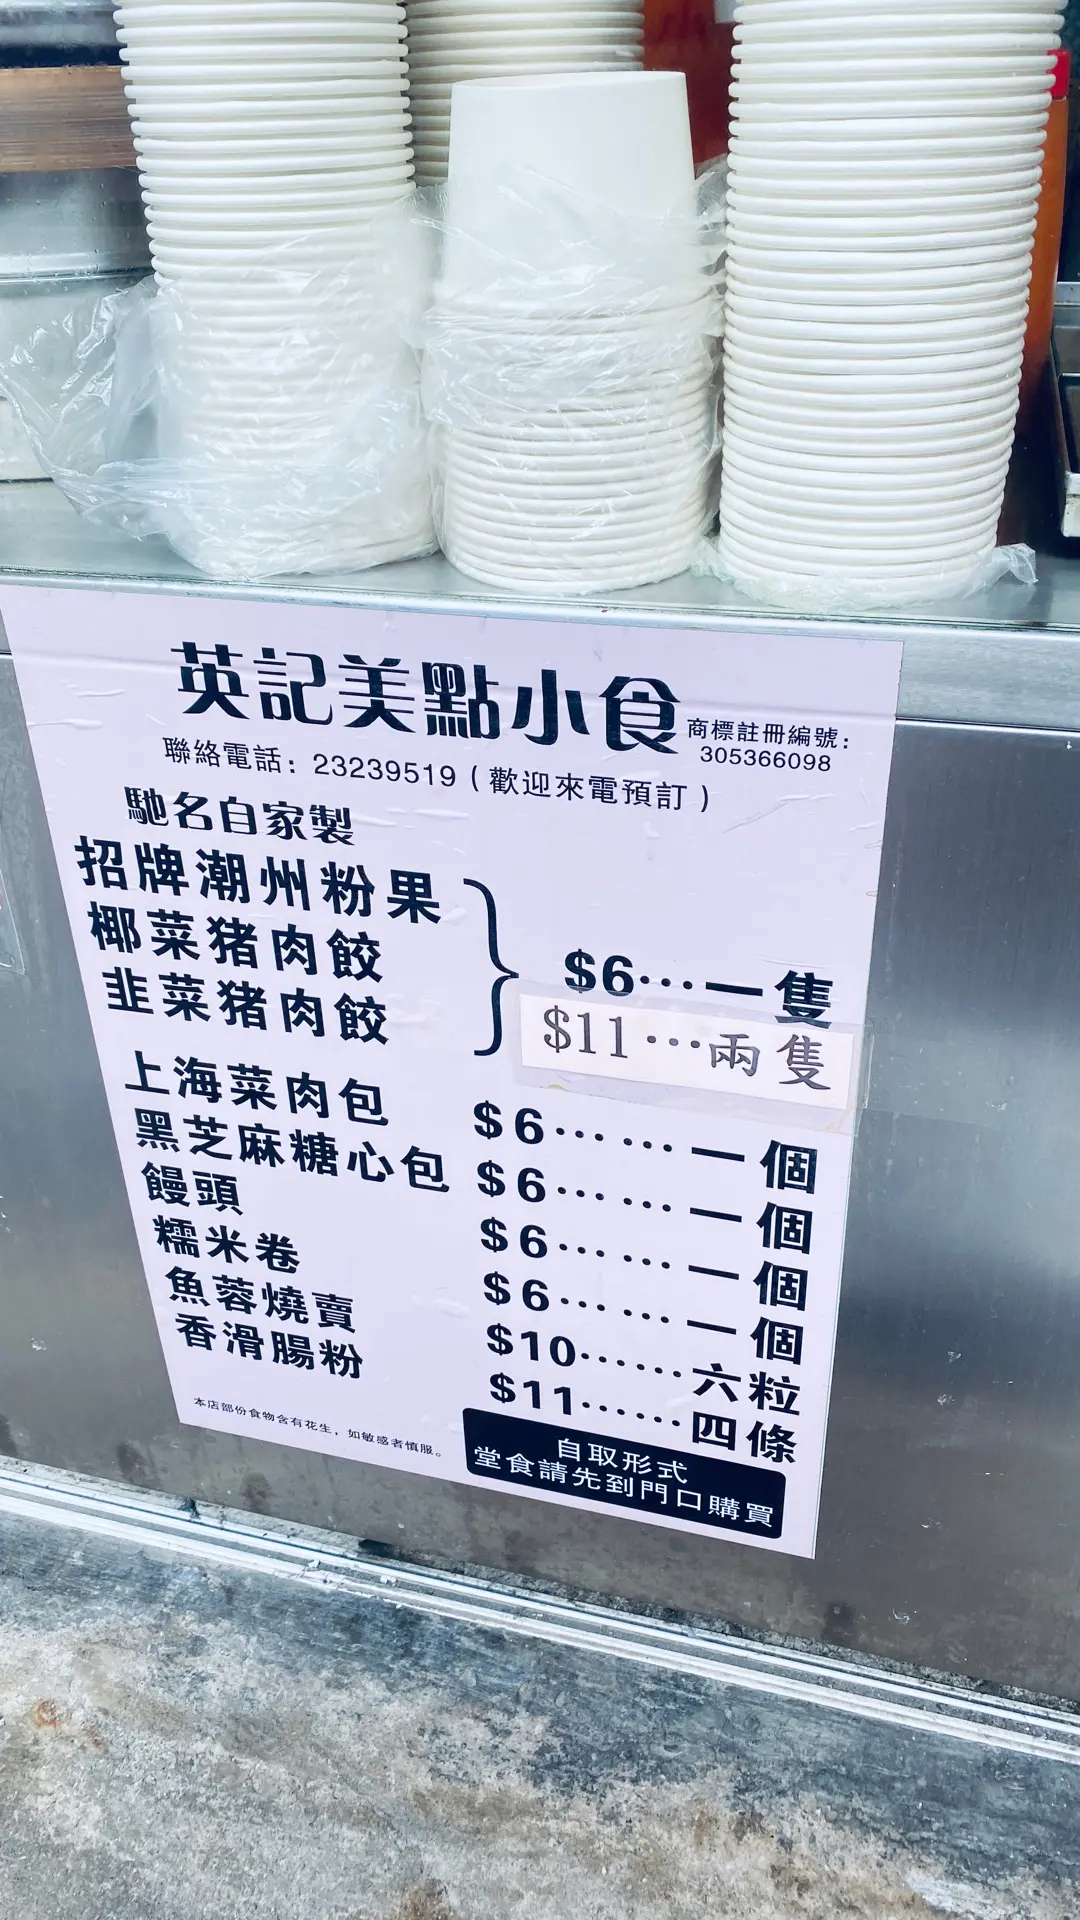 英記美點小食
商標註冊編號：
305366098
聯絡電話：23239519（歡迎來電預訂）
馳名自家製
招牌潮州粉果
椰菜猪肉餃
韭菜猪肉餃
$6…一隻
$11…兩隻
上海菜肉包 $6……一個
黑芝麻糖心包 $6……一個
饅頭 $6……一個
糯米卷 $6……一個
魚蓉燒賣 $10……六粒
香滑腸粉 $11……四條
本店部份食物含有花生，如敏感者慎服。
自取形式
堂食請先到門口購買